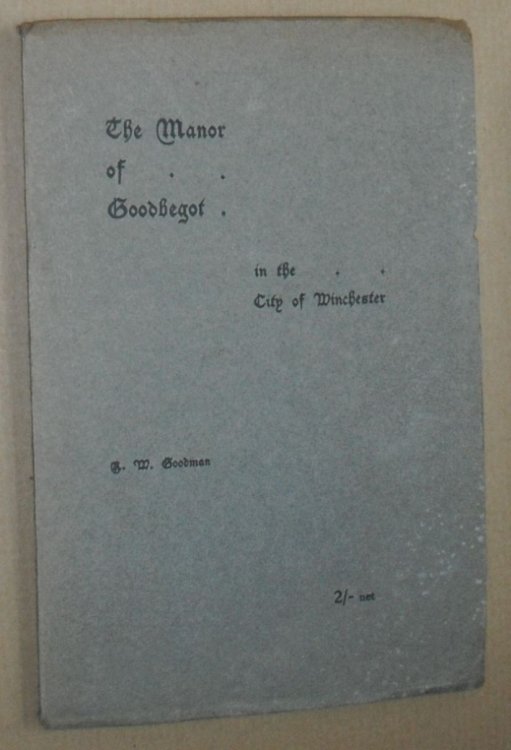 The Manor
of . .
Goodbegot .
in the . .
City of Winchester
A. W. Goodman
2/- net